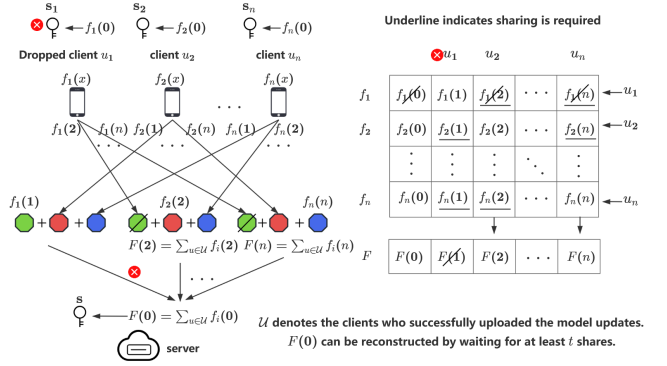 s₁ s₂ sₙ
f₁(0) f₂(0) fₙ(0)
Dropped client u₁ client u₂ client uₙ
f₁(x) f₂(x) fₙ(x)
. . .
f₁(2) f₁(n) f₂(1) f₂(n) fₙ(1) fₙ(2)
. . . . . . . . .
f₁(1) f₂(2) fₙ(n)
+ + + + + +
F(2) = ∑_{u∈𝒰} fᵢ(2) F(n) = ∑_{u∈𝒰} fᵢ(n)
. . .
s
F(0) = ∑_{u∈𝒰} fᵢ(0)
server
Underline indicates sharing is required
u₁ u₂ uₙ
f₁ f₁(0) f₁(1) f₁(2) · · · f₁(n) u₁
f₂ f₂(0) f₂(1) f₂(2) · · · f₂(n) u₂
⋮ ⋮ ⋮ ⋱ ⋮
fₙ fₙ(0) fₙ(1) fₙ(2) · · · fₙ(n) uₙ
F F(0) F(1) F(2) · · · F(n)
𝒰 denotes the clients who successfully uploaded the model updates.
F(0) can be reconstructed by waiting for at least t shares.